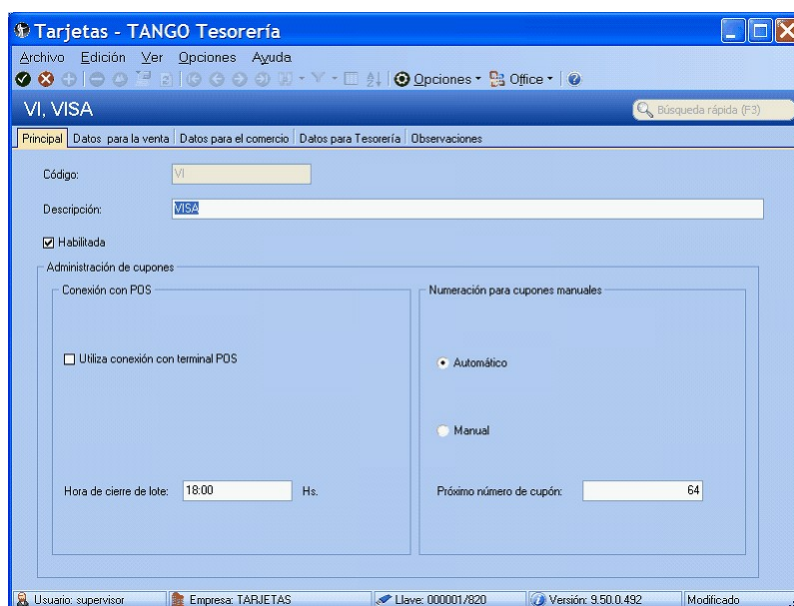 Tarjetas - TANGO Tesorería
Archivo Edición Ver Opciones Ayuda
Opciones Office
VI, VISA
Búsqueda rápida (F3)
Principal Datos para la venta Datos para el comercio Datos para Tesorería Observaciones
Código: VI
Descripción: VISA
Habilitada
Administración de cupones
Conexión con POS Numeración para cupones manuales
Utiliza conexión con terminal POS Automático
Manual
Hora de cierre de lote: 18:00 Hs. Próximo número de cupón: 64
Usuario: supervisor Empresa: TARJETAS Llave: 000001/820 Versión: 9.50.0.492 Modificado